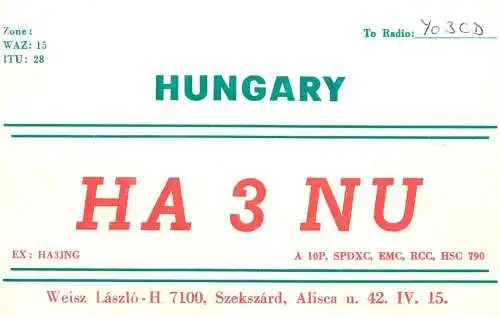 Zone:
WAZ: 15
ITU: 28
To Radio: YO3CD
HUNGARY
HA 3 NU
EX: HA3JNG
A 10P, SPDXC, EMC, RCC, HSC 790
Weisz László-H 7100, Szekszárd, Alisca u. 42. IV. 15.